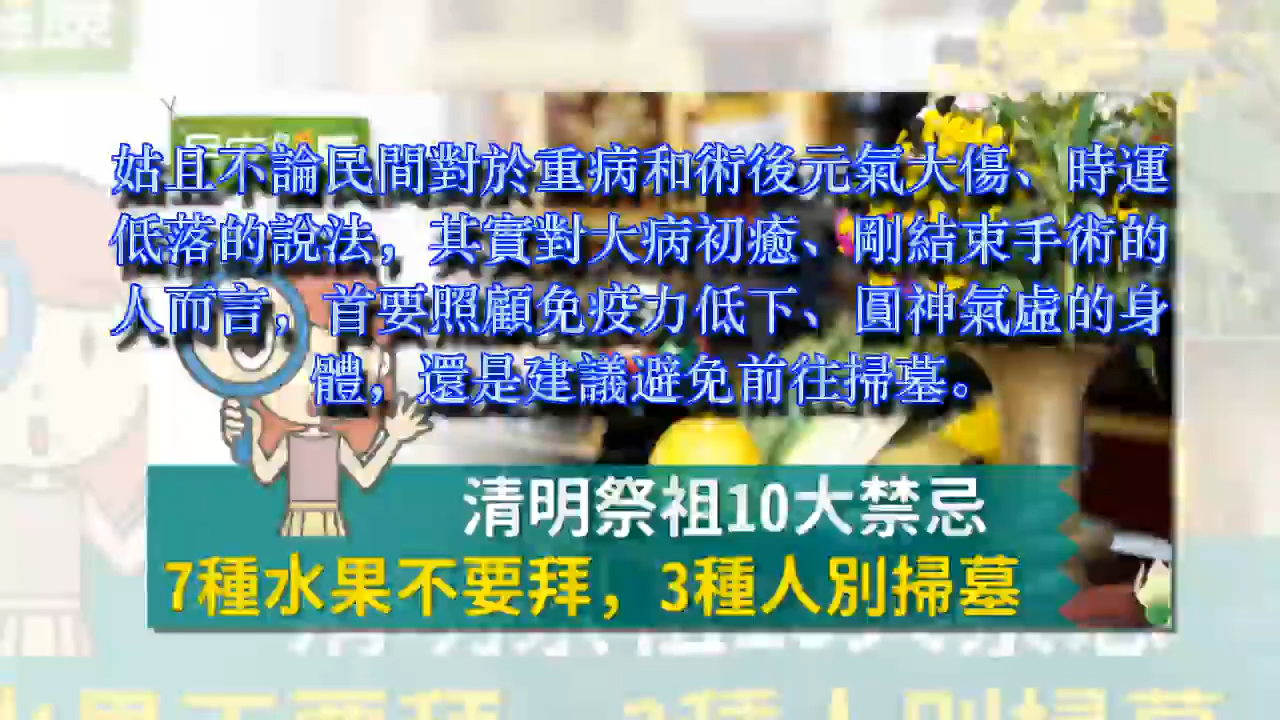 姑且不論民間對於重病和術後元氣大傷、時運
低落的說法，其實對大病初癒、剛結束手術的
人而言，首要照顧免疫力低下、圓神氣虛的身
體，還是建議避免前往掃墓。
清明祭祖10大禁忌
7種水果不要拜，3種人別掃墓